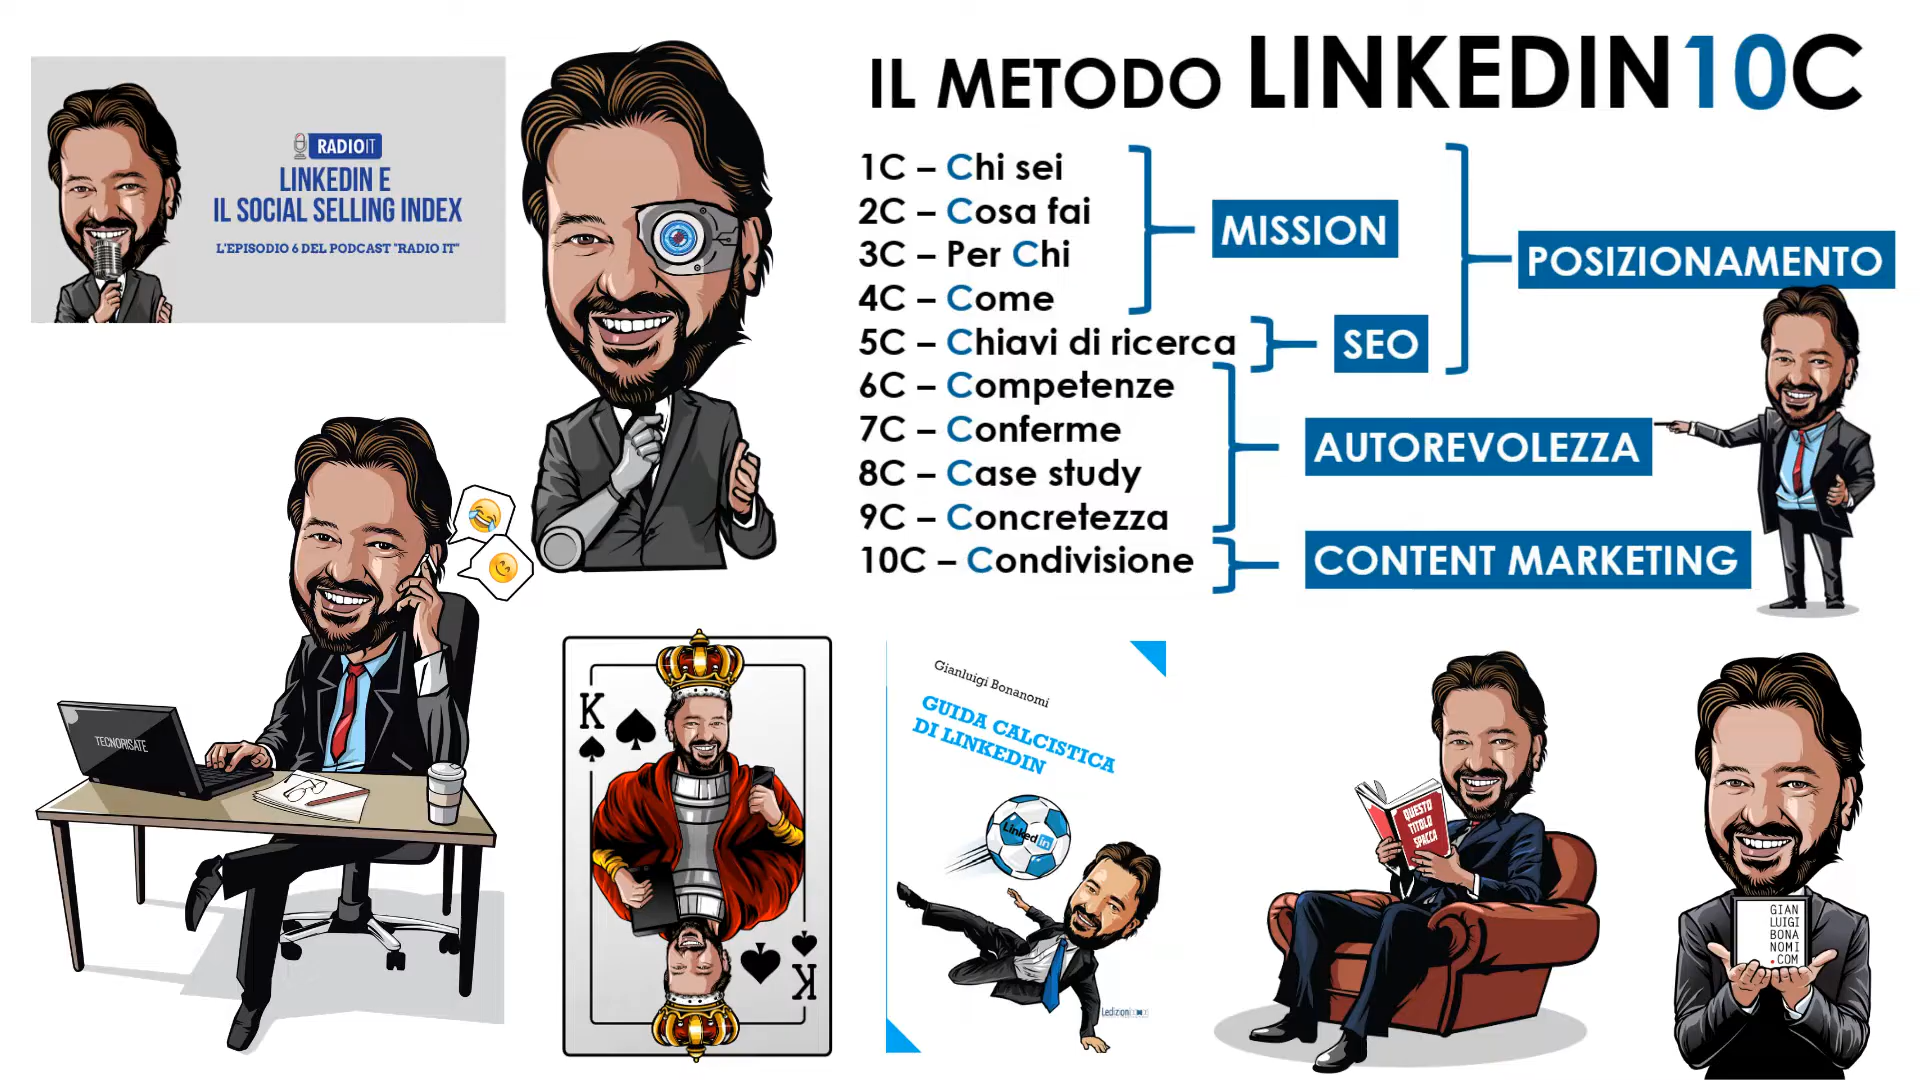 RADIOIT
LINKEDIN E
IL SOCIAL SELLING INDEX
L'EPISODIO 6 DEL PODCAST "RADIO IT"
IL METODO LINKEDIN10C
1C – Chi sei
2C – Cosa fai
3C – Per Chi
4C – Come
5C – Chiavi di ricerca
6C – Competenze
7C – Conferme
8C – Case study
9C – Concretezza
10C – Condivisione
MISSION
SEO
POSIZIONAMENTO
AUTOREVOLEZZA
CONTENT MARKETING
TECNORISATE
K
K
Gianluigi Bonanomi
GUIDA CALCISTICA
DI LINKEDIN
Linkedin
Ledizioni
QUESTO
TITOLO
SPACCA
GIAN
LUIGI
BONA
NOMI
.COM